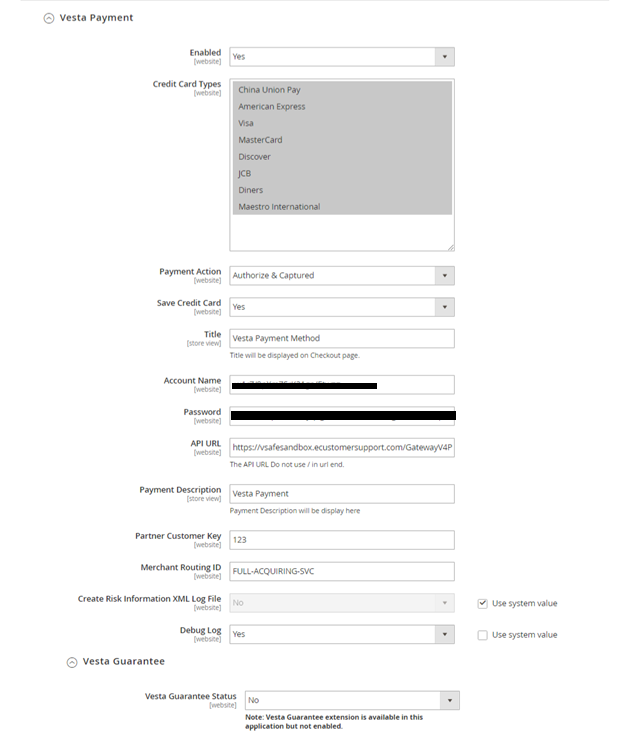 Vesta Payment
Enabled
[website]
Yes
Credit Card Types
[website]
China Union Pay
American Express
Visa
MasterCard
Discover
JCB
Diners
Maestro International
Payment Action
[website]
Authorize & Captured
Save Credit Card
[website]
Yes
Title
[store view]
Vesta Payment Method
Title will be displayed on Checkout page.
Account Name
[website]
Password
[website]
API URL
[website]
https://vsafesandbox.ecustomersupport.com/GatewayV4P
The API URL Do not use / in url end.
Payment Description
[store view]
Vesta Payment
Payment Description will be display here
Partner Customer Key
[website]
123
Merchant Routing ID
[website]
FULL-ACQUIRING-SVC
Create Risk Information XML Log File
[website]
No
Use system value
Debug Log
[website]
Yes
Use system value
Vesta Guarantee
Vesta Guarantee Status
[website]
No
Note: Vesta Guarantee extension is available in this
application but not enabled.